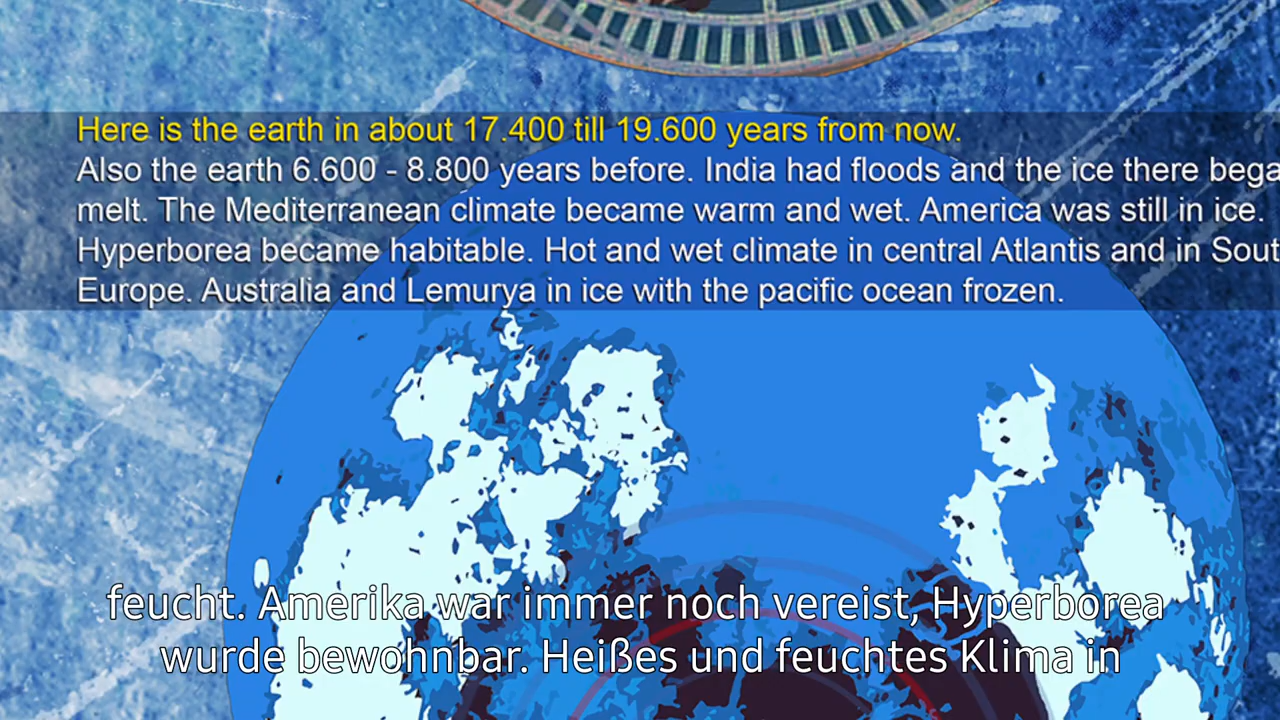 Here is the earth in about 17.400 till 19.600 years from now.
Also the earth 6.600 - 8.800 years before. India had floods and the ice there bega
melt. The Mediterranean climate became warm and wet. America was still in ice.
Hyperborea became habitable. Hot and wet climate in central Atlantis and in Sout
Europe. Australia and Lemurya in ice with the pacific ocean frozen.
feucht. Amerika war immer noch vereist, Hyperborea
wurde bewohnbar. Heißes und feuchtes Klima in